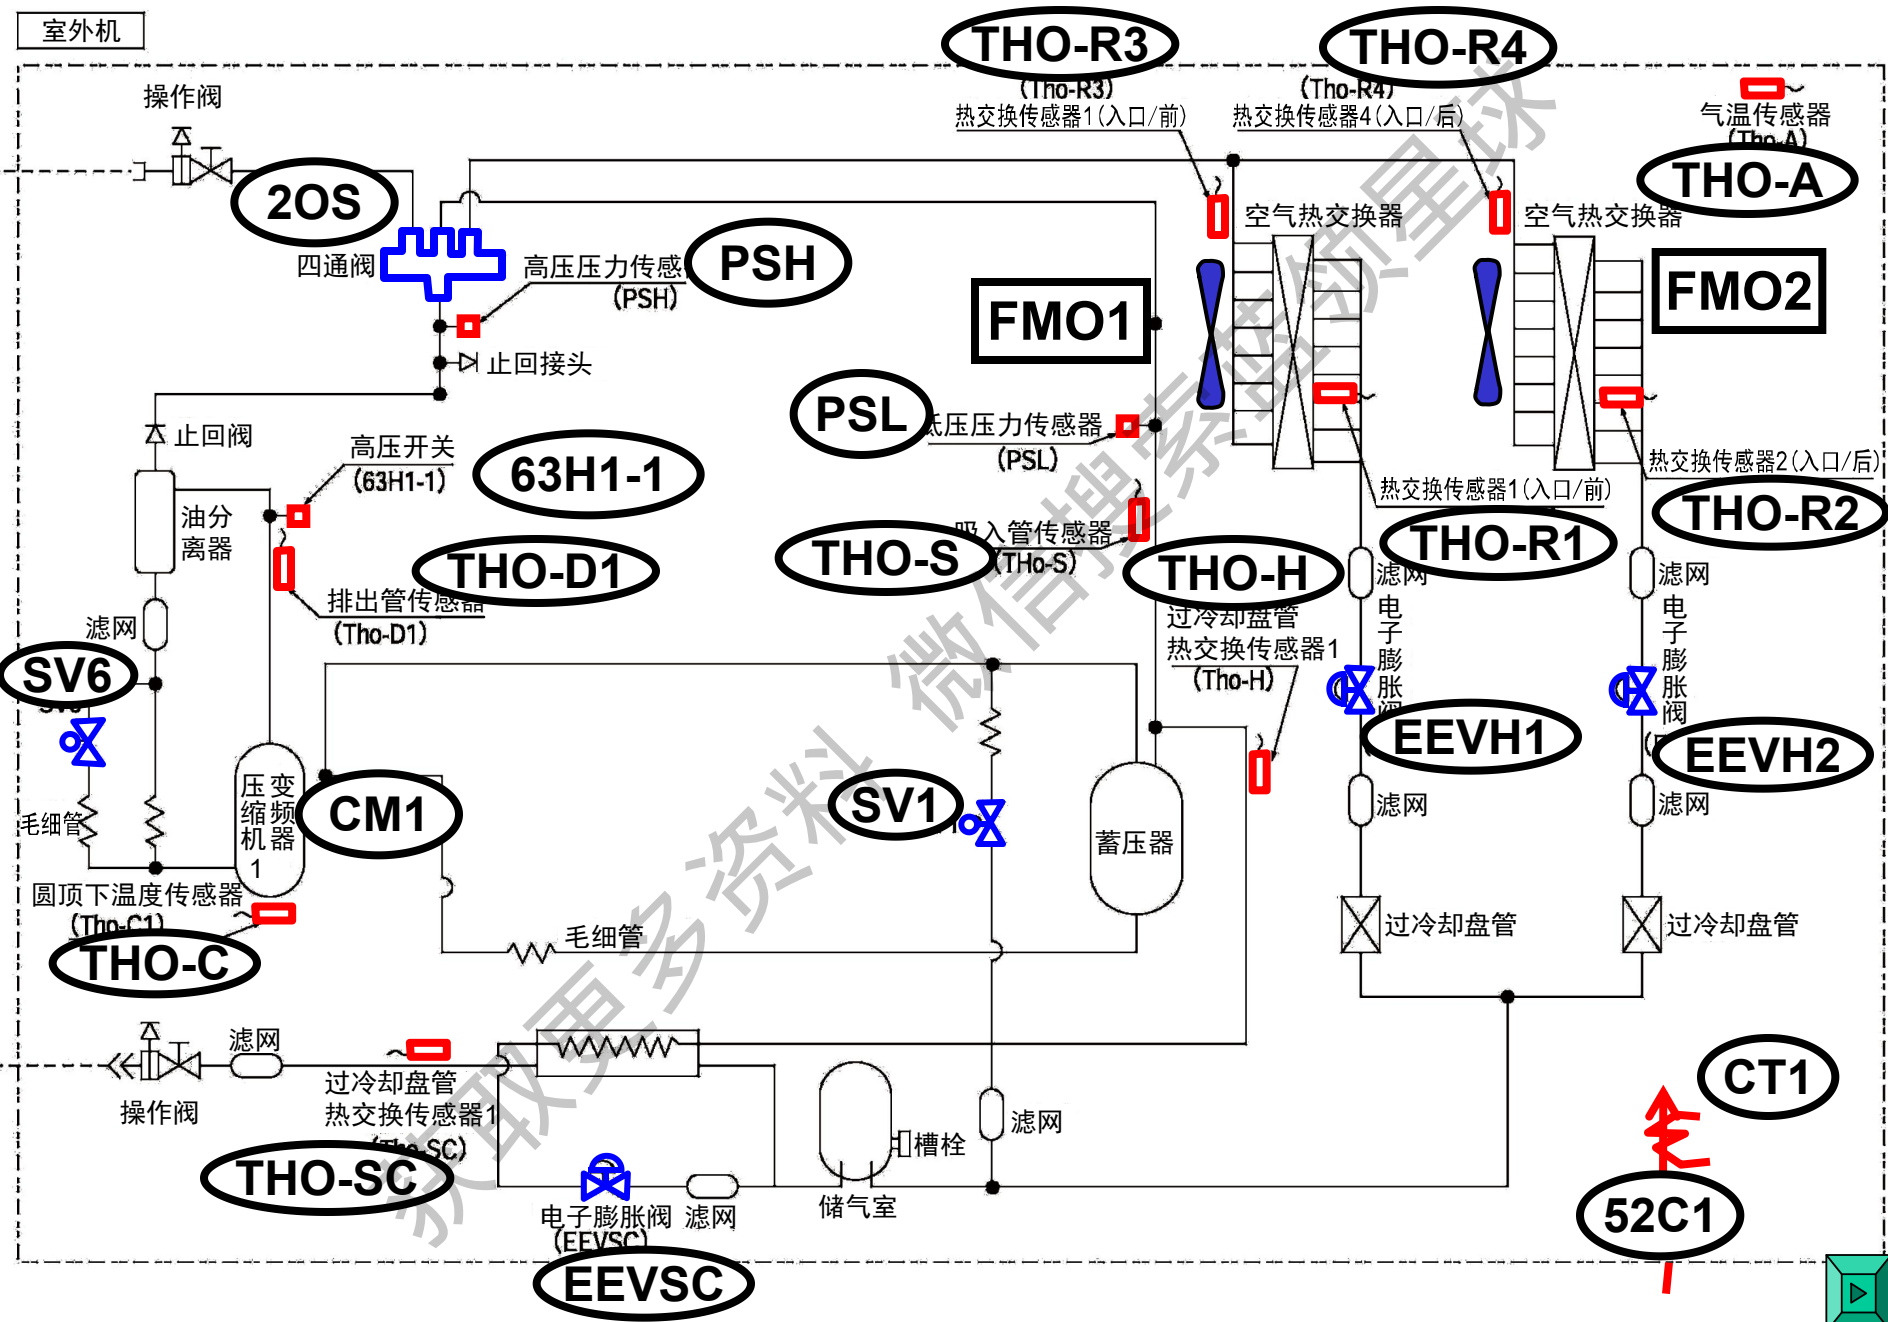 室外机
THO-R3
THO-R4
(Tho-R3)
(Tho-R4)
热交换传感器1(入口/前)
热交换传感器4(入口/后)
气温传感器
(Tho-A)
THO-A
操作阀
2OS
四通阀
高压压力传感
(PSH)
PSH
空气热交换器
空气热交换器
FMO1
FMO2
止回接头
PSL
低压压力传感器
(PSL)
止回阀
高压开关
(63H1-1)
63H1-1
热交换传感器1(入口/前)
热交换传感器2(入口/后)
THO-R1
THO-R2
油分
离器
THO-D1
排出管传感器
(Tho-D1)
THO-S
吸入管传感器
(THo-S)
THO-H
过冷却盘管
热交换传感器1
(Tho-H)
滤网
滤网
滤网
电子膨胀阀
电子膨胀阀
SV6
EEVH1
EEVH2
毛细管
变频器
压缩机1
CM1
SV1
蓄压器
滤网
滤网
圆顶下温度传感器
(Tho-C1)
THO-C
毛细管
过冷却盘管
过冷却盘管
滤网
操作阀
过冷却盘管
热交换传感器1
(Tho-SC)
THO-SC
槽栓
滤网
储气室
电子膨胀阀
(EEVSC)
滤网
EEVSC
CT1
52C1
获取更多资料 微信搜索蓝领星球